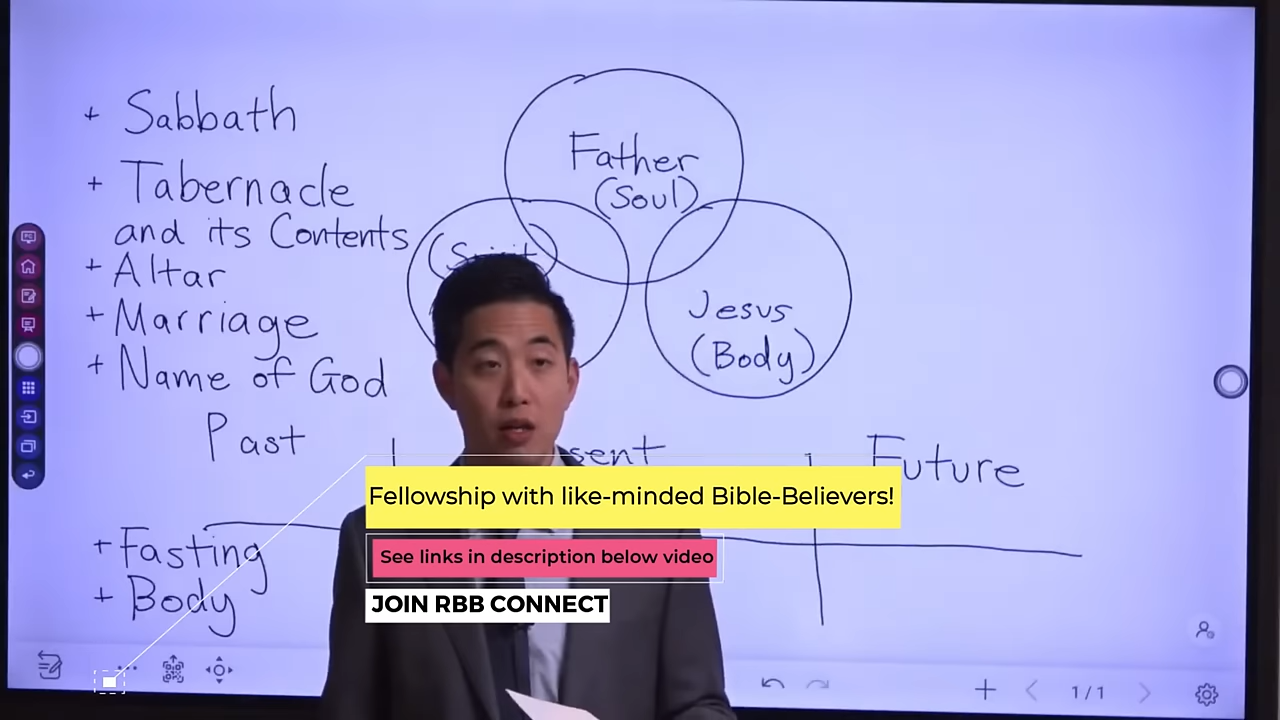 + Sabbath
+ Tabernacle
and its Contents
+ Altar
+ Marriage
+ Name of God
Father
(Soul)
(Spirit)
Jesus
(Body)
Past
Future
+ Fasting
+ Body
Fellowship with like-minded Bible-Believers!
See links in description below video
JOIN RBB CONNECT
1/1